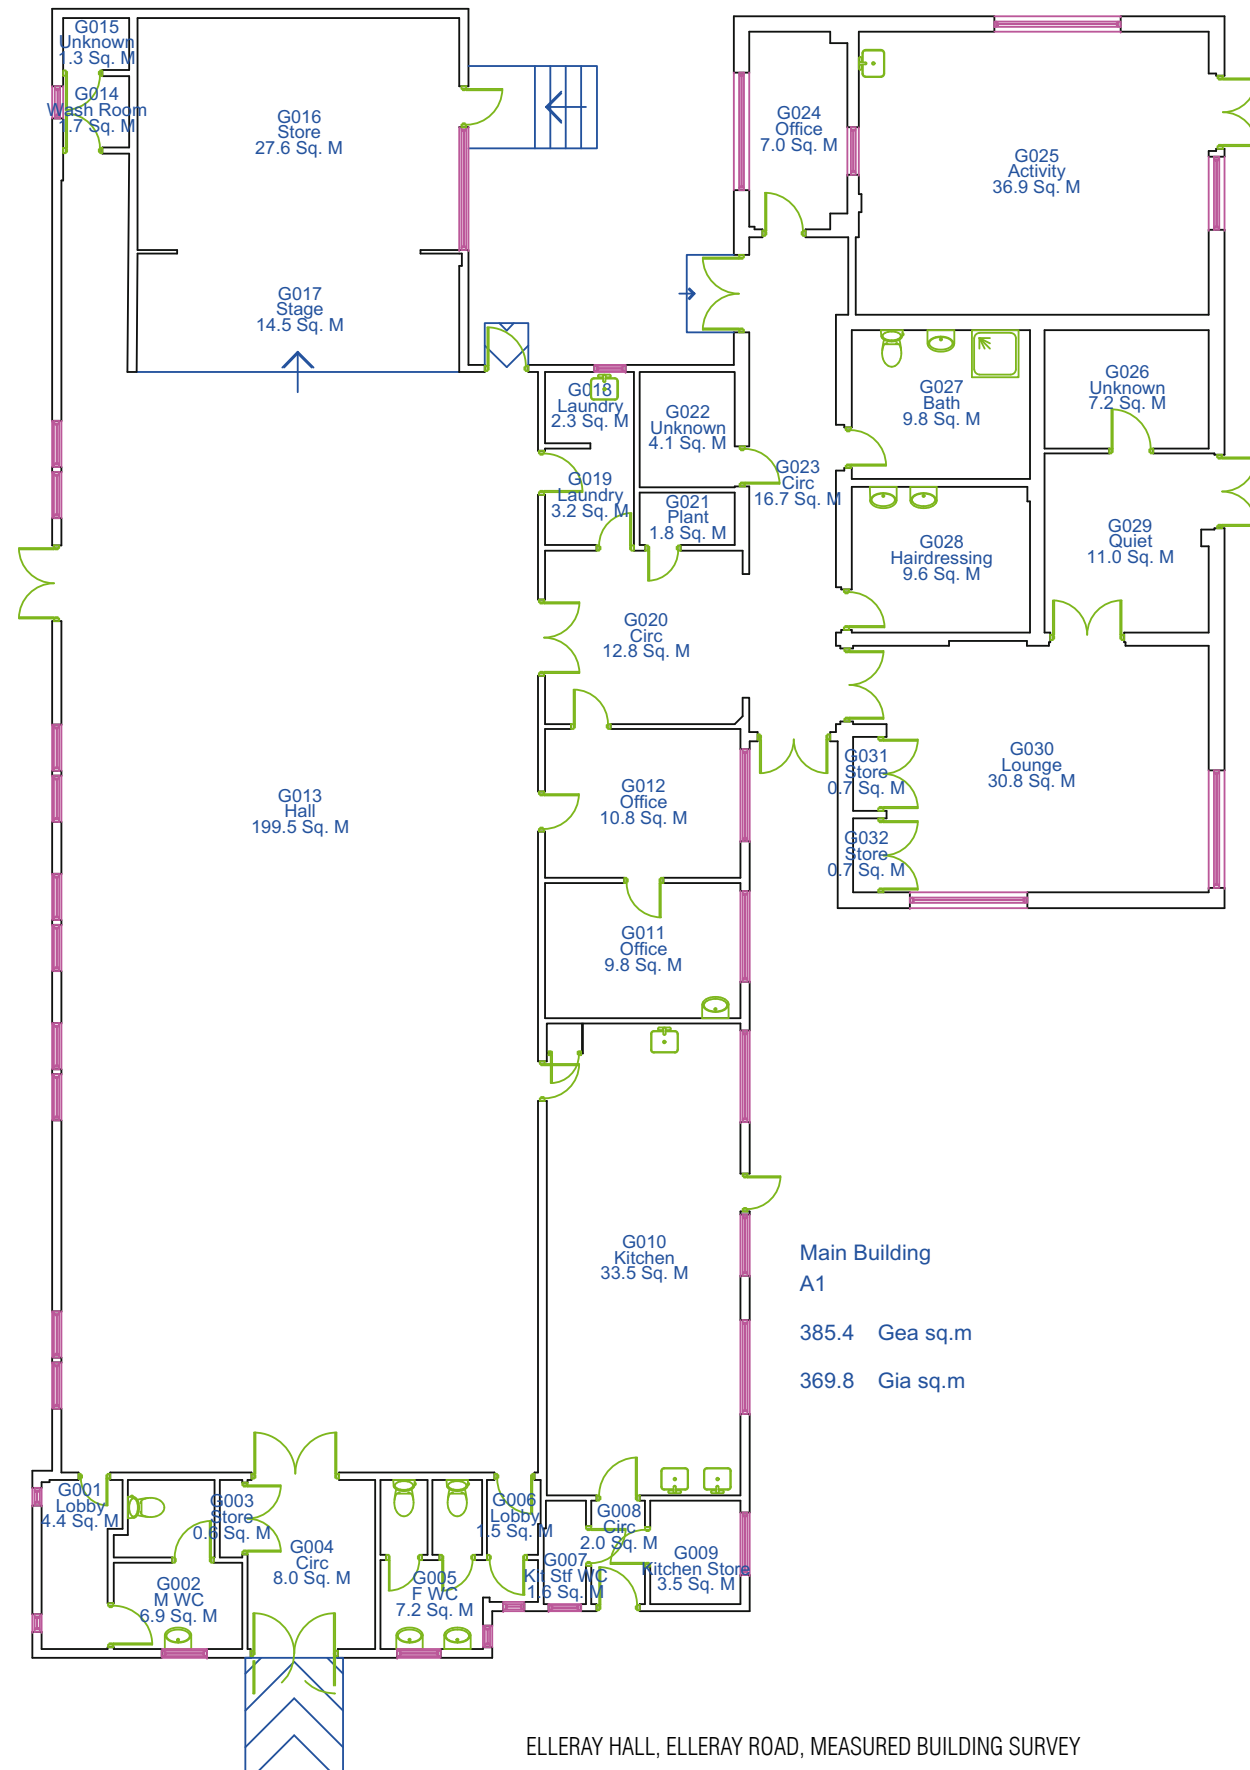 G015
Unknown
1.3 Sq. M
G014
Wash Room
1.7 Sq. M
G016
Store
27.6 Sq. M
G017
Stage
14.5 Sq. M
G024
Office
7.0 Sq. M
G025
Activity
36.9 Sq. M
G018
Laundry
2.3 Sq. M
G022
Unknown
4.1 Sq. M
G027
Bath
9.8 Sq. M
G026
Unknown
7.2 Sq. M
G019
Laundry
3.2 Sq. M
G021
Plant
1.8 Sq. M
G023
Circ
16.7 Sq. M
G028
Hairdressing
9.6 Sq. M
G029
Quiet
11.0 Sq. M
G020
Circ
12.8 Sq. M
G013
Hall
199.5 Sq. M
G012
Office
10.8 Sq. M
G031
Store
0.7 Sq. M
G030
Lounge
30.8 Sq. M
G032
Store
0.7 Sq. M
G011
Office
9.8 Sq. M
G010
Kitchen
33.5 Sq. M
Main Building
A1
385.4 Gea sq.m
369.8 Gia sq.m
G001
Lobby
4.4 Sq. M
G003
Store
0.6 Sq. M
G004
Circ
8.0 Sq. M
G002
M WC
6.9 Sq. M
G005
F WC
7.2 Sq. M
G006
Lobby
1.5 Sq. M
G007
Kit Stf WC
1.6 Sq. M
G008
Circ
2.0 Sq. M
G009
Kitchen Store
3.5 Sq. M
ELLERAY HALL, ELLERAY ROAD, MEASURED BUILDING SURVEY